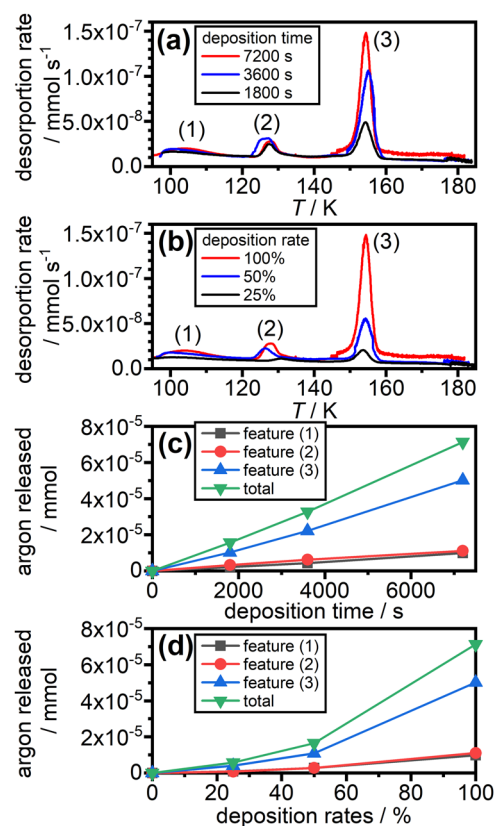 (a)
deposition time
7200 s
3600 s
1800 s
(1)
(2)
(3)
desorportion rate
/ mmol s⁻¹
1.5x10⁻⁷
1.0x10⁻⁷
5.0x10⁻⁸
0.0
100 120 140 160 180
T / K
(b)
deposition rate
100%
50%
25%
(1)
(2)
(3)
desorportion rate
/ mmol s⁻¹
1.5x10⁻⁷
1.0x10⁻⁷
5.0x10⁻⁸
0.0
100 120 140 160 180
T / K
(c)
feature (1)
feature (2)
feature (3)
total
argon released
/ mmol
8x10⁻⁵
6x10⁻⁵
4x10⁻⁵
2x10⁻⁵
0
0 2000 4000 6000
deposition time / s
(d)
feature (1)
feature (2)
feature (3)
total
argon released
/ mmol
8x10⁻⁵
6x10⁻⁵
4x10⁻⁵
2x10⁻⁵
0
0 20 40 60 80 100
deposition rates / %